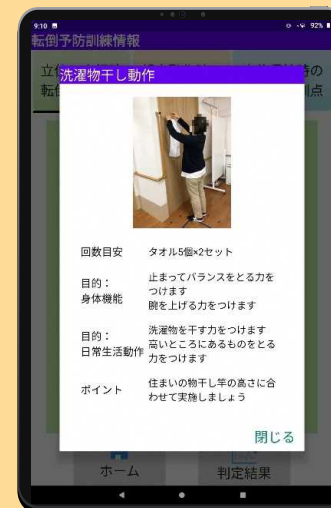 9:10
92%
転倒予防訓練情報
洗濯物干し動作
回数目安 タオル5個×2セット
目的：
身体機能
止まってバランスをとる力を
つけます
腕を上げる力をつけます
目的：
日常生活動作
洗濯物を干す力をつけます
高いところにあるものをとる
力をつけます
ポイント
住まいの物干し竿の高さに合
わせて実施しましょう
閉じる
ホーム 判定結果